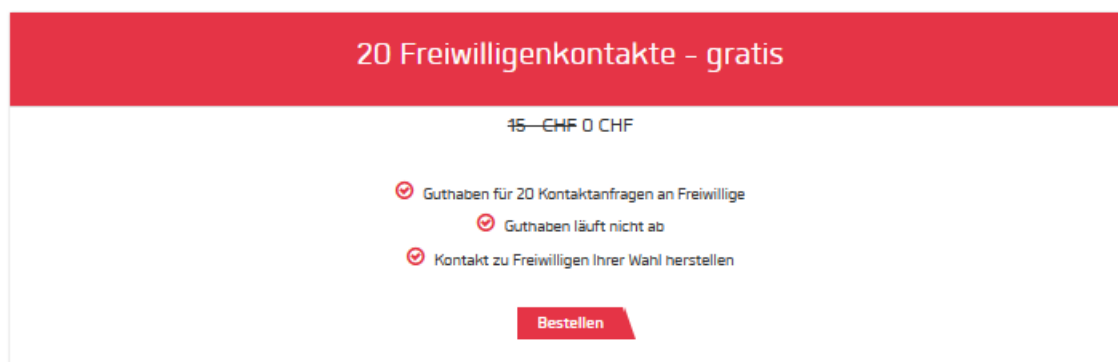 20 Freiwilligenkontakte - gratis
15 CHF 0 CHF
Guthaben für 20 Kontaktanfragen an Freiwillige
Guthaben läuft nicht ab
Kontakt zu Freiwilligen Ihrer Wahl herstellen
Bestellen